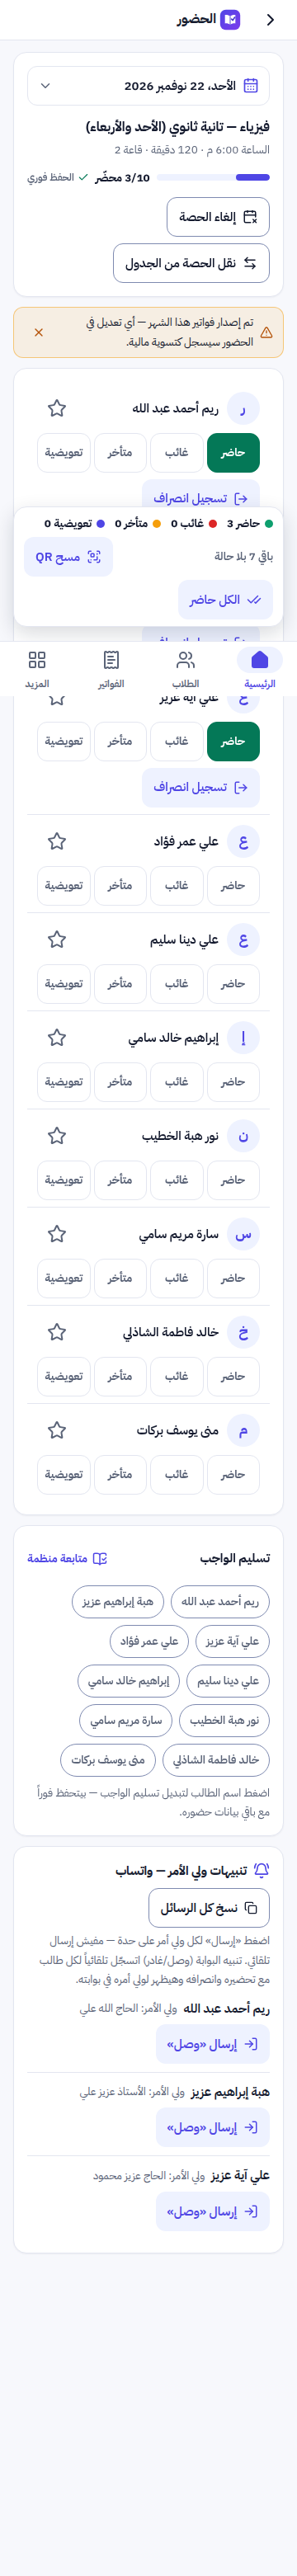 الحضور
الأحد، 22 نوفمبر 2026
فيزياء — تانية ثانوي (الأحد والأربعاء)
الساعة 6:00 م · 120 دقيقة · قاعة 2
3/10 محضّر
الحفظ فوري
إلغاء الحصة
نقل الحصة من الجدول
تم إصدار فواتير هذا الشهر — أي تعديل في
الحضور سيسجل كتسوية مالية.
ر ريم أحمد عبد الله
حاضر غائب متأخر تعويضية
تسجيل انصراف
حاضر 3 غائب 0 متأخر 0 تعويضية 0
باقي 7 بلا حالة
مسح QR
الكل حاضر
الرئيسية الطلاب الفواتير المزيد
علي آية عزيز
حاضر غائب متأخر تعويضية
تسجيل انصراف
ع علي عمر فؤاد
حاضر غائب متأخر تعويضية
ع علي دينا سليم
حاضر غائب متأخر تعويضية
إ إبراهيم خالد سامي
حاضر غائب متأخر تعويضية
ن نور هبة الخطيب
حاضر غائب متأخر تعويضية
س سارة مريم سامي
حاضر غائب متأخر تعويضية
خ خالد فاطمة الشاذلي
حاضر غائب متأخر تعويضية
م منى يوسف بركات
حاضر غائب متأخر تعويضية
تسليم الواجب
متابعة منظمة
ريم أحمد عبد الله هبة إبراهيم عزيز
علي آية عزيز علي عمر فؤاد
علي دينا سليم إبراهيم خالد سامي
نور هبة الخطيب سارة مريم سامي
خالد فاطمة الشاذلي منى يوسف بركات
اضغط اسم الطالب لتبديل تسليم الواجب — بيتحفظ فوراً
مع باقي بيانات حضوره.
تنبيهات ولي الأمر — واتساب
نسخ كل الرسائل
اضغط «إرسال» لكل ولي أمر على حدة — مفيش إرسال
تلقائي. تنبيه البوابة (وصل/غادر) اتسجّل تلقائياً لكل طالب
مع تحضيره وانصرافه وهيظهر لولي أمره في بوابته.
ريم أحمد عبد الله ولي الأمر: الحاج الله علي
إرسال «وصل»
هبة إبراهيم عزيز ولي الأمر: الأستاذ عزيز علي
إرسال «وصل»
علي آية عزيز ولي الأمر: الحاج عزيز محمود
إرسال «وصل»